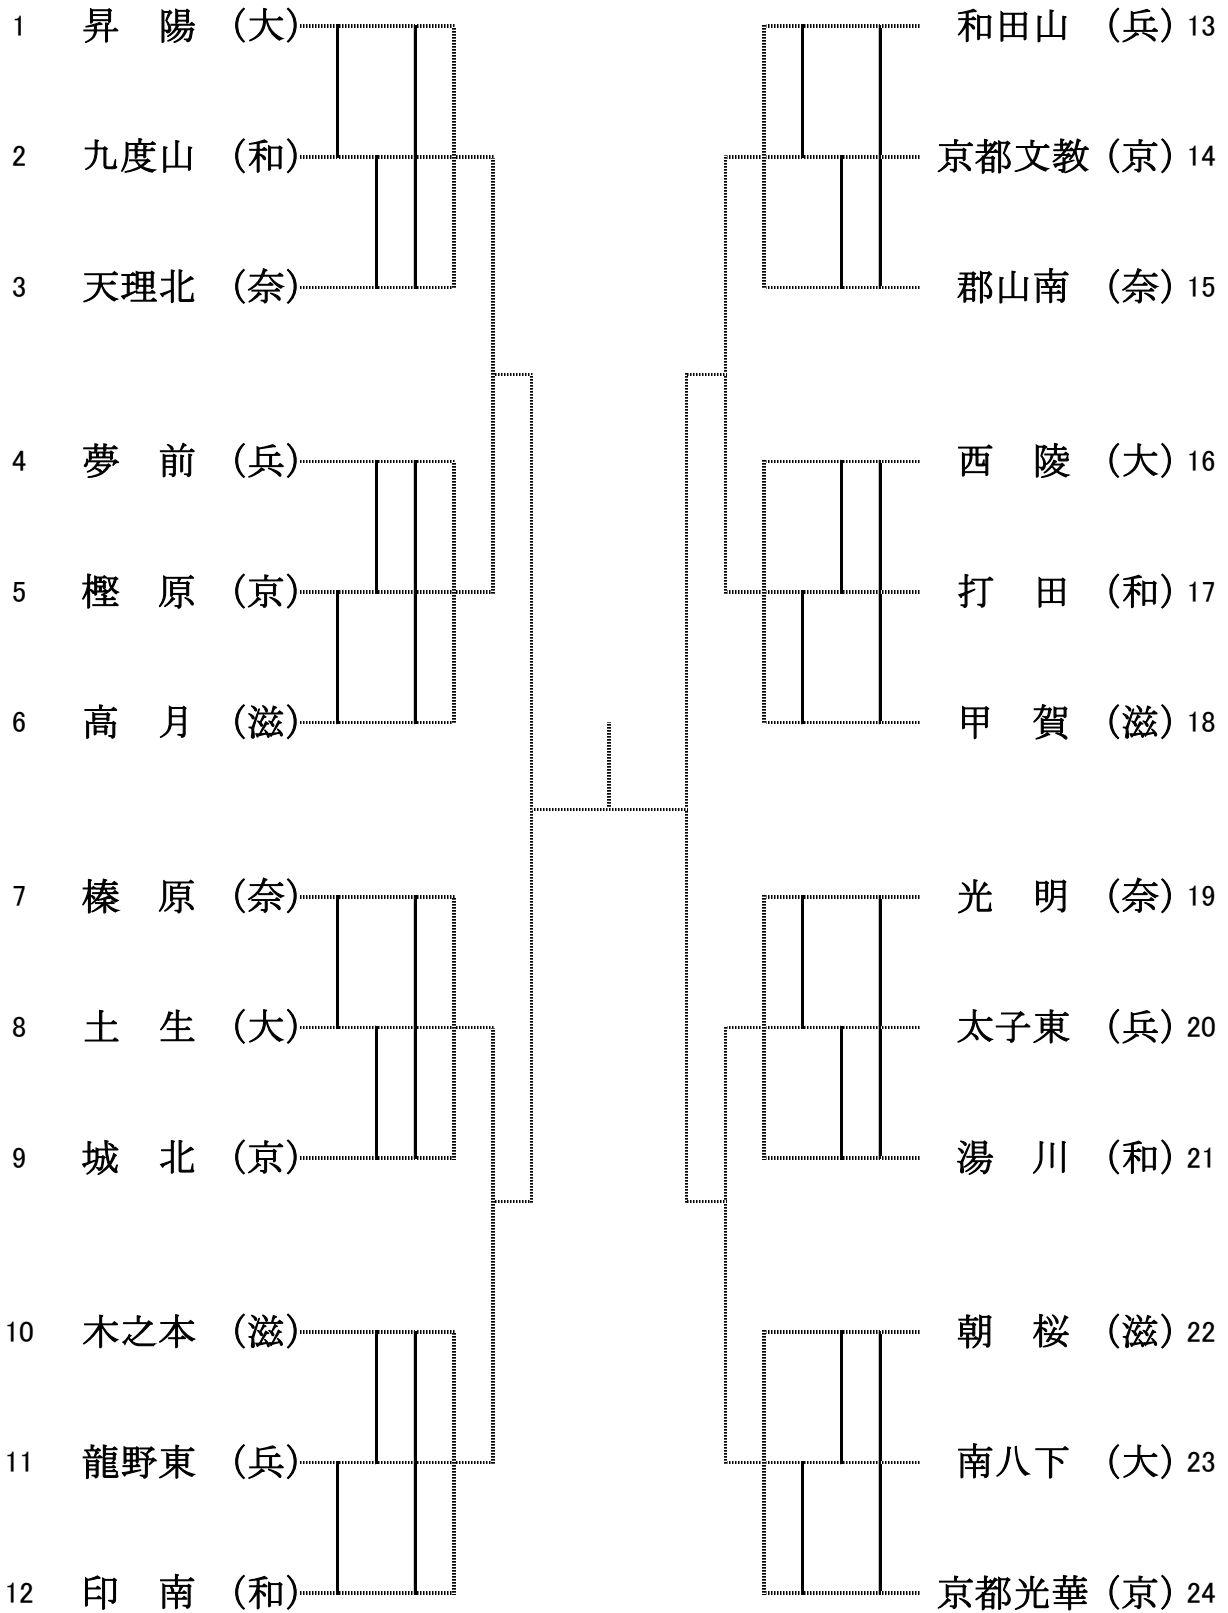 1 昇　陽 (大)
2 九度山 (和)
3 天理北 (奈)
4 夢　前 (兵)
5 樫　原 (京)
6 高　月 (滋)
7 榛　原 (奈)
8 土　生 (大)
9 城　北 (京)
10 木之本 (滋)
11 龍野東 (兵)
12 印　南 (和)
和田山 (兵) 13
京都文教 (京) 14
郡山南 (奈) 15
西　陵 (大) 16
打　田 (和) 17
甲　賀 (滋) 18
光　明 (奈) 19
太子東 (兵) 20
湯　川 (和) 21
朝　桜 (滋) 22
南八下 (大) 23
京都光華 (京) 24